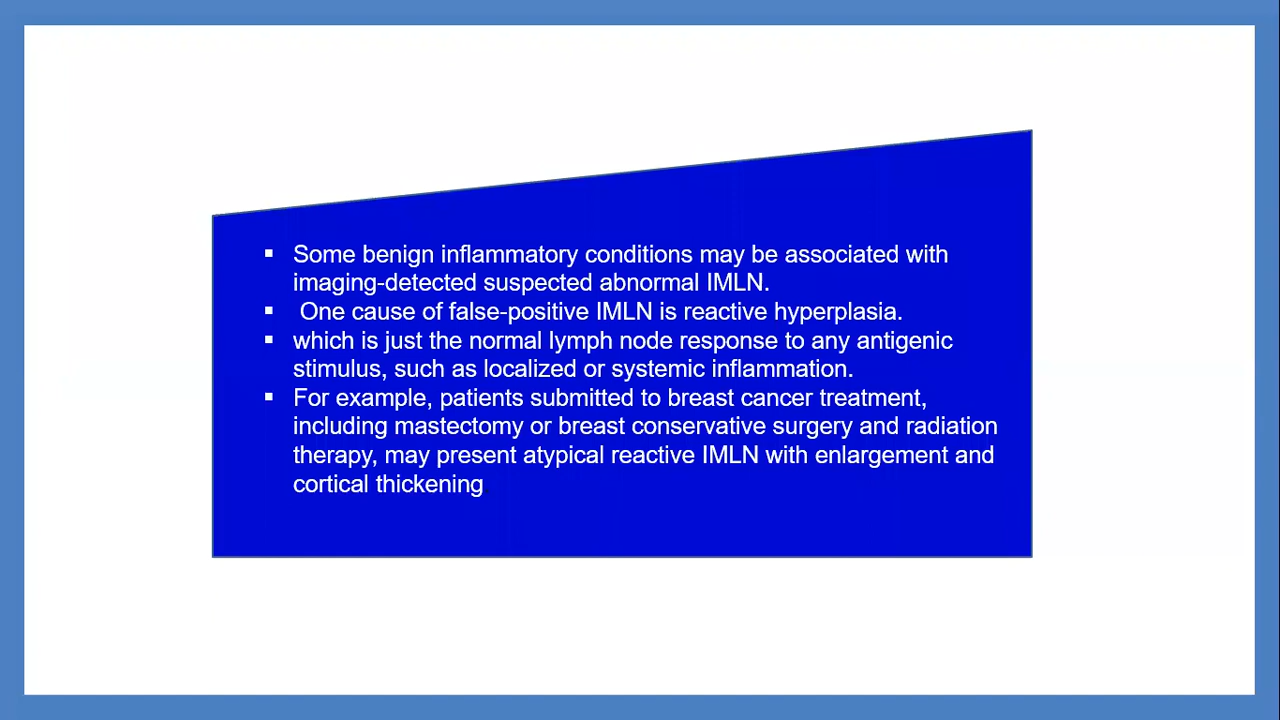 ▪ Some benign inflammatory conditions may be associated with
imaging-detected suspected abnormal IMLN.
▪ One cause of false-positive IMLN is reactive hyperplasia.
▪ which is just the normal lymph node response to any antigenic
stimulus, such as localized or systemic inflammation.
▪ For example, patients submitted to breast cancer treatment,
including mastectomy or breast conservative surgery and radiation
therapy, may present atypical reactive IMLN with enlargement and
cortical thickening